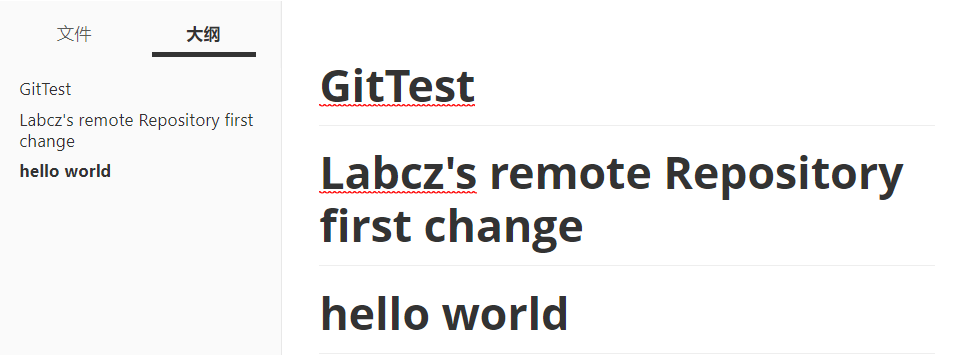 文件 大纲
GitTest
Labcz's remote Repository first
change
hello world
GitTest
Labcz's remote Repository
first change
hello world